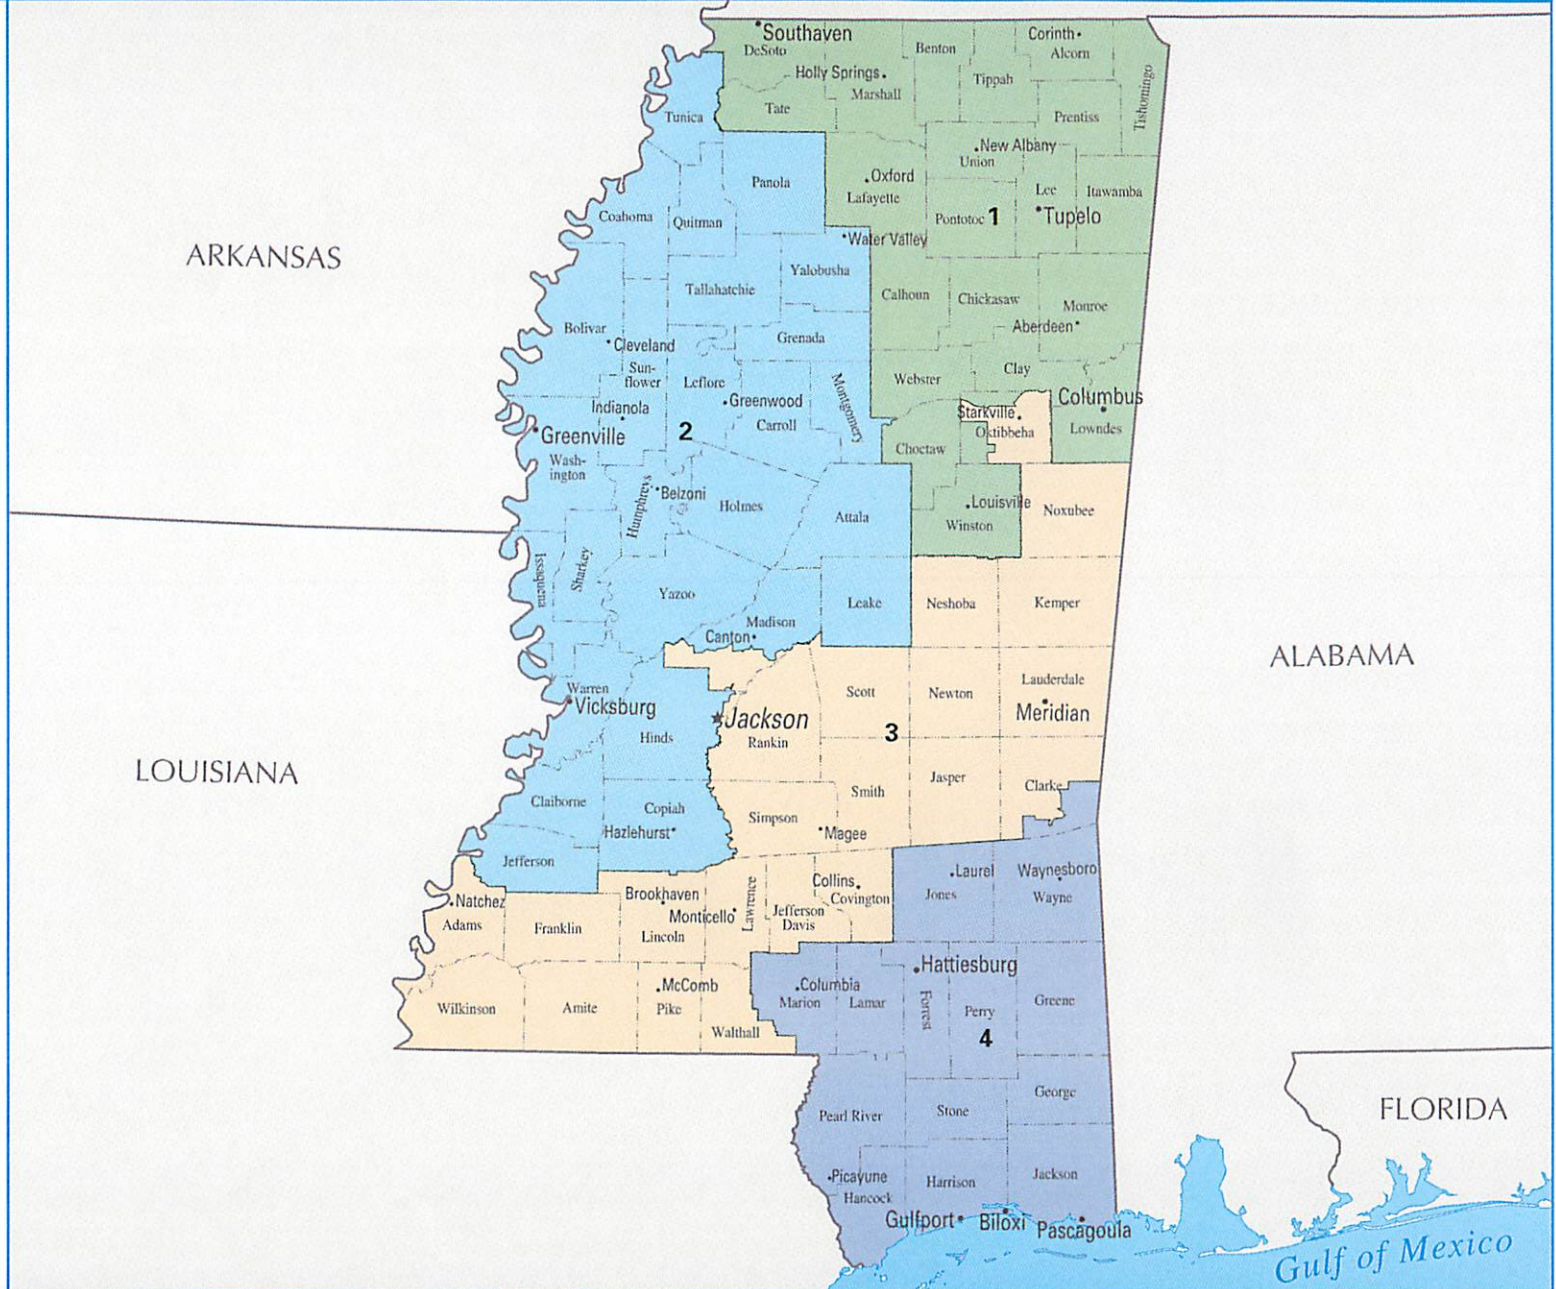 Southaven
DeSoto
Holly Springs
Marshall
Benton
Tippah
Corinth
Alcorn
Tishomingo
Tate
Prentiss
Tunica
New Albany
Union
Panola
Oxford
Lafayette
Lee
Itawamba
Pontotoc
1
Tupelo
Coahoma
Quitman
Water Valley
ARKANSAS
Yalobusha
Tallahatchie
Calhoun
Chickasaw
Monroe
Aberdeen
Bolivar
Cleveland
Grenada
Sun-
flower
Leflore
Montgomery
Webster
Clay
Columbus
Lowndes
Indianola
Greenwood
Carroll
Starkville
Oktibbeha
Greenville
2
Choctaw
Wash-
ington
Humphreys
Belzoni
Holmes
Attala
Louisville
Winston
Noxubee
Issaquena
Sharkey
Yazoo
Madison
Canton
Leake
Neshoba
Kemper
ALABAMA
Warren
Vicksburg
Scott
Newton
Lauderdale
Meridian
Jackson
Rankin
Hinds
3
LOUISIANA
Jasper
Clarke
Smith
Claiborne
Copiah
Hazlehurst
Simpson
Magee
Jefferson
Laurel
Jones
Waynesboro
Wayne
Natchez
Adams
Franklin
Brookhaven
Monticello
Lincoln
Lawrence
Collins
Covington
Jefferson
Davis
Hattiesburg
Wilkinson
Amite
McComb
Pike
Walthall
Columbia
Marion
Lamar
Forrest
Perry
4
Greene
George
Pearl River
Stone
FLORIDA
Picayune
Hancock
Harrison
Jackson
Gulfport
Biloxi
Pascagoula
Gulf of Mexico